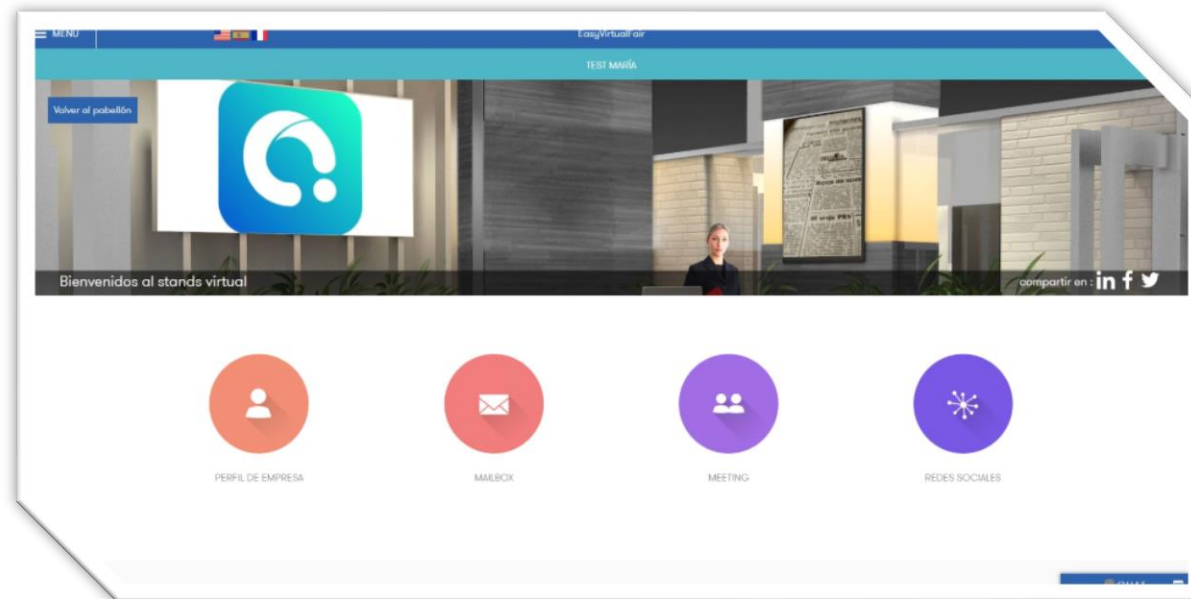 MENU
EasyVirtualFair
TEST MARÍA
Volver al pabellón
Bienvenidos al stands virtual
compartir en :
PERFIL DE EMPRESA
MAILBOX
MEETING
REDES SOCIALES